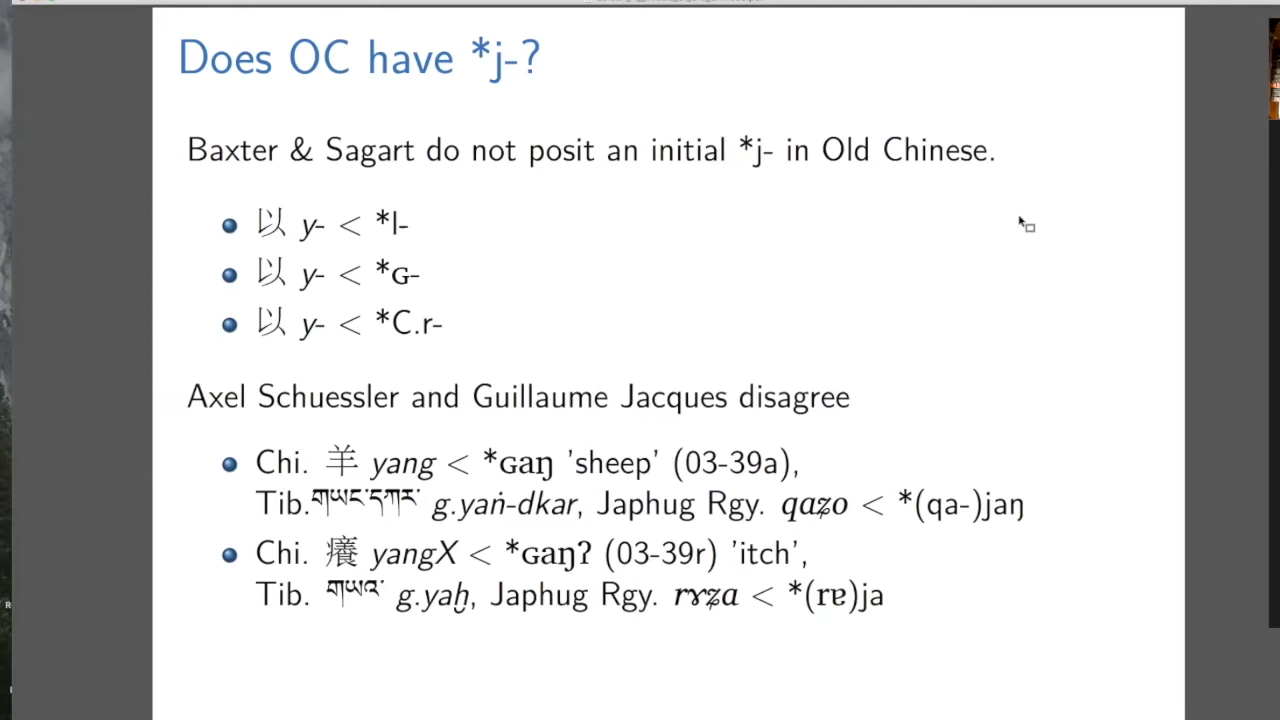 Does OC have *j-?
Baxter & Sagart do not posit an initial *j- in Old Chinese.
以 y- < *l-
以 y- < *ɢ-
以 y- < *C.r-
Axel Schuessler and Guillaume Jacques disagree
Chi. 羊 yang < *ɢaŋ 'sheep' (03-39a),
Tib. གཡང་དཀར་ g.yaṅ-dkar, Japhug Rgy. qaʑo < *(qa-)jaŋ
Chi. 癢 yangX < *ɢaŋʔ (03-39r) 'itch',
Tib. གཡའ་ g.yaḫ, Japhug Rgy. rɤʑa < *(rɐ)ja